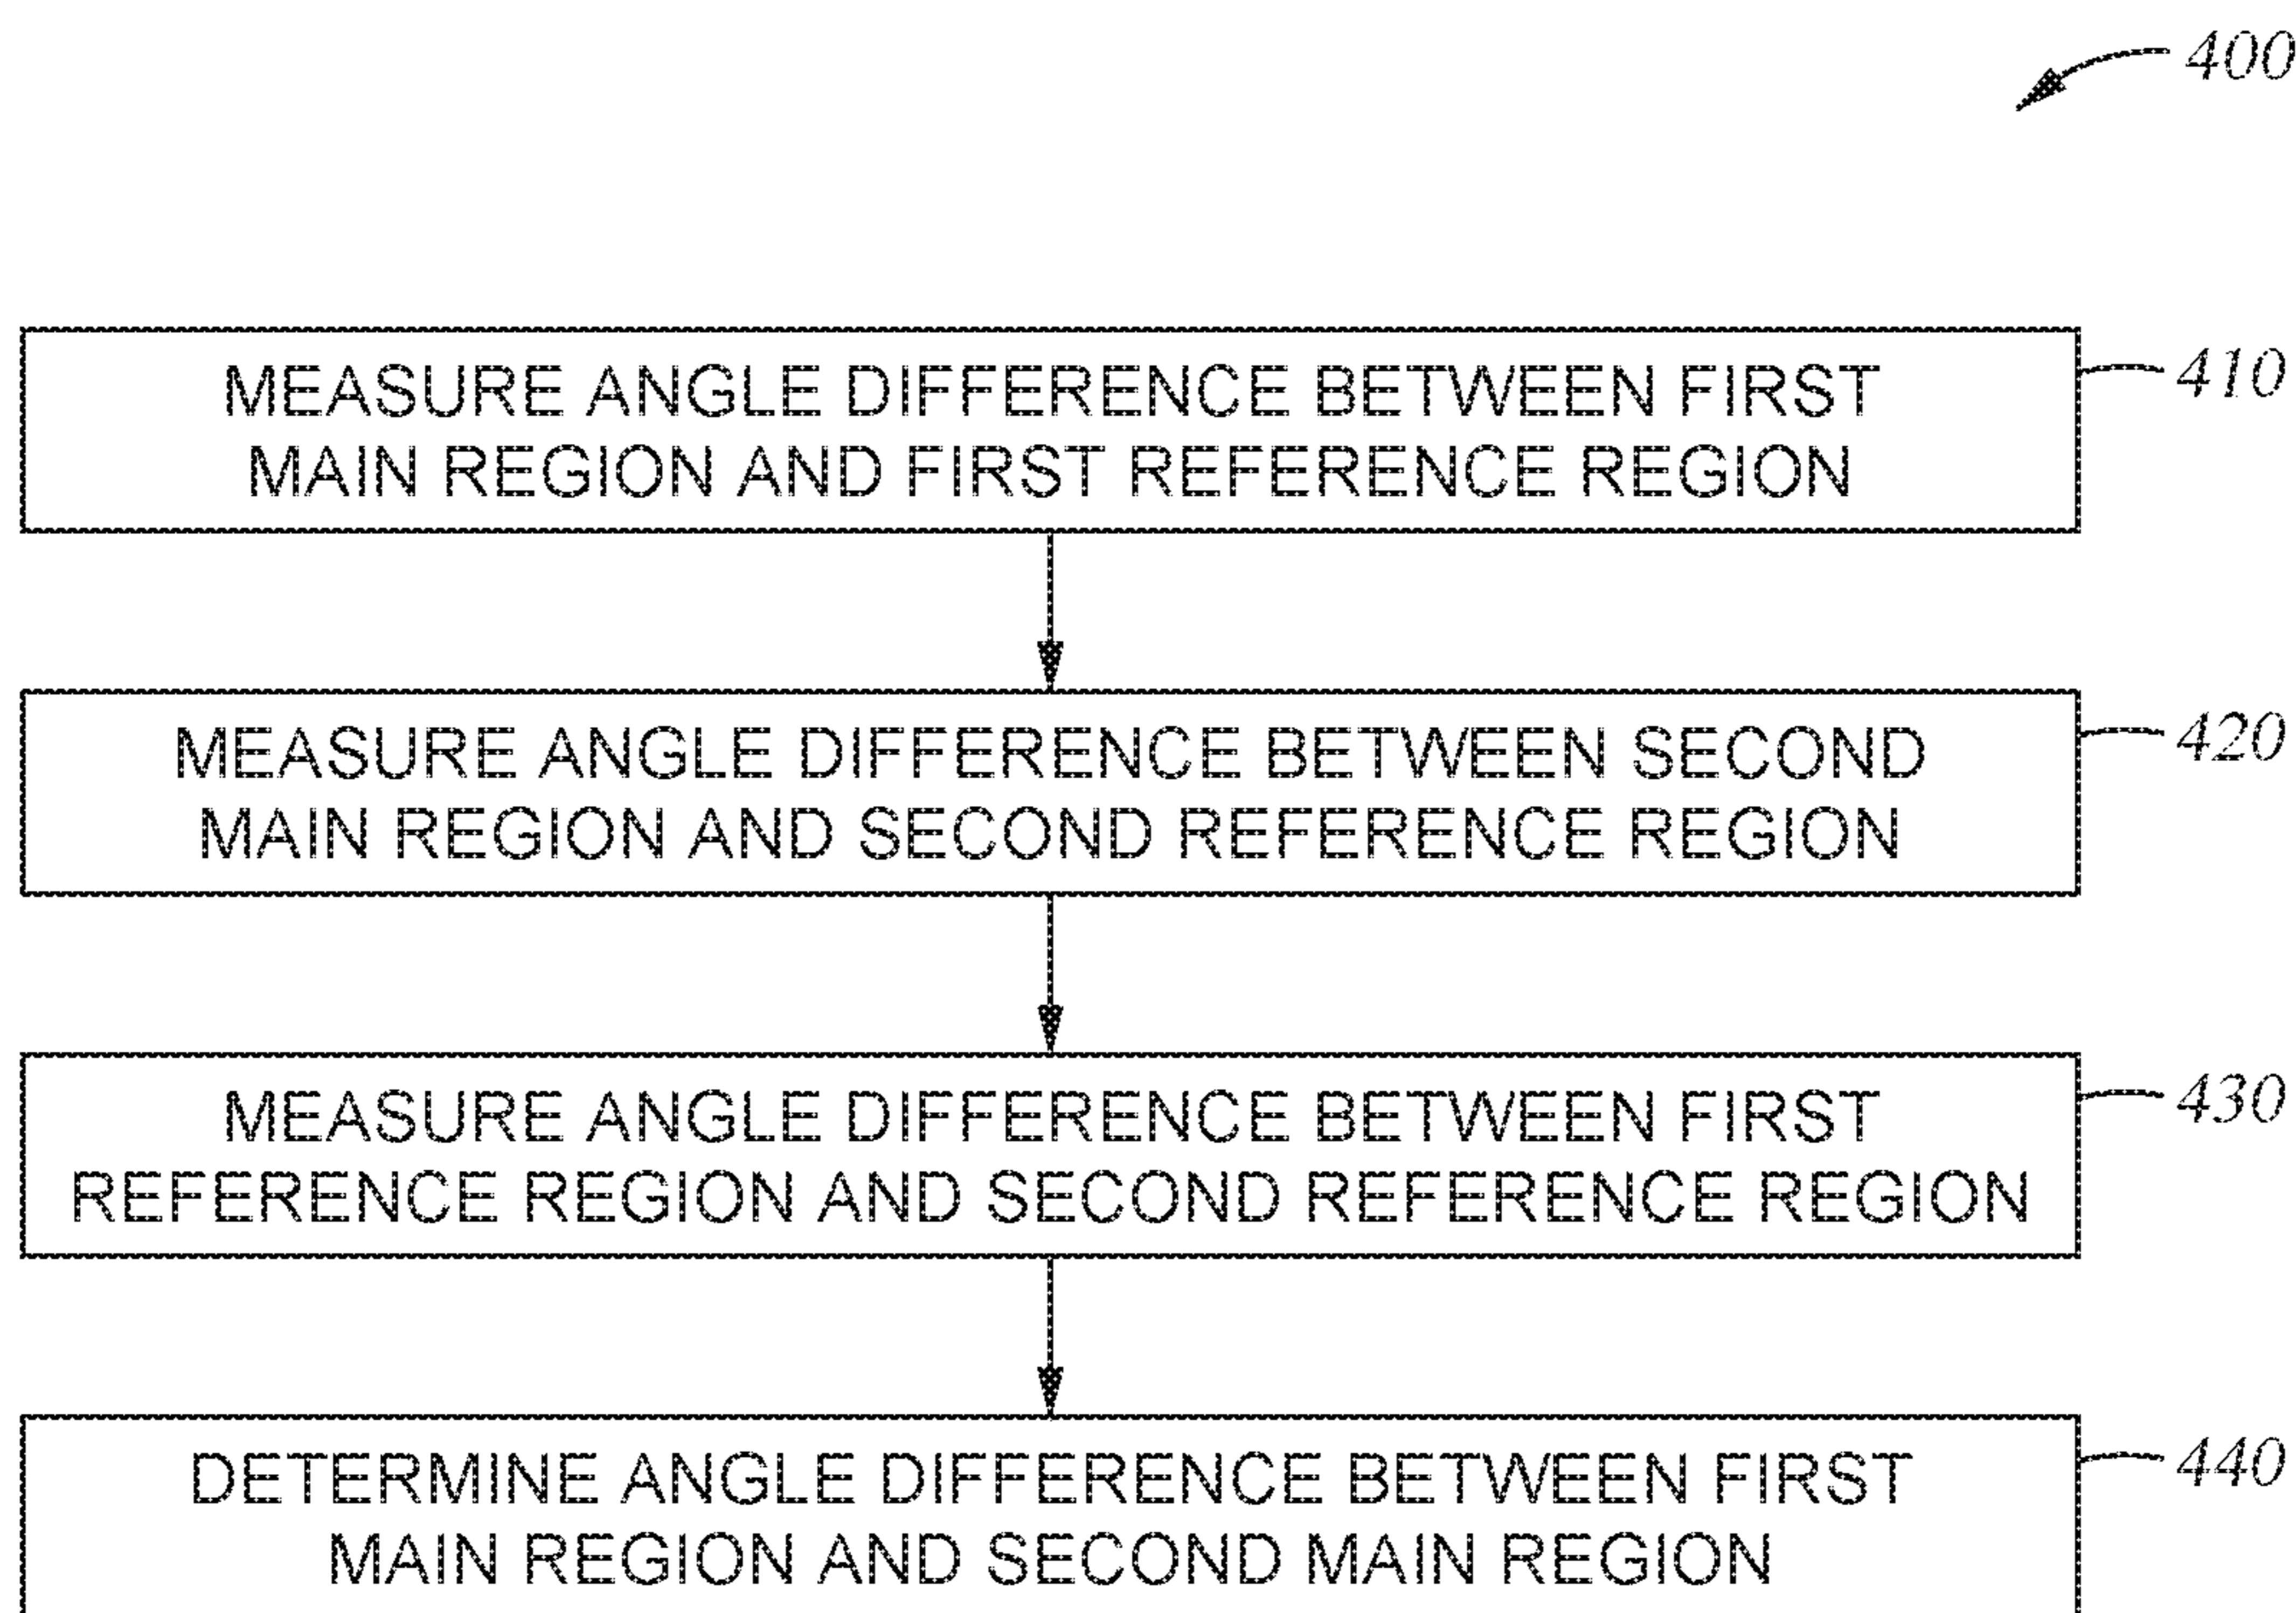 400
MEASURE ANGLE DIFFERENCE BETWEEN FIRST
MAIN REGION AND FIRST REFERENCE REGION
410
MEASURE ANGLE DIFFERENCE BETWEEN SECOND
MAIN REGION AND SECOND REFERENCE REGION
420
MEASURE ANGLE DIFFERENCE BETWEEN FIRST
REFERENCE REGION AND SECOND REFERENCE REGION
430
DETERMINE ANGLE DIFFERENCE BETWEEN FIRST
MAIN REGION AND SECOND MAIN REGION
440